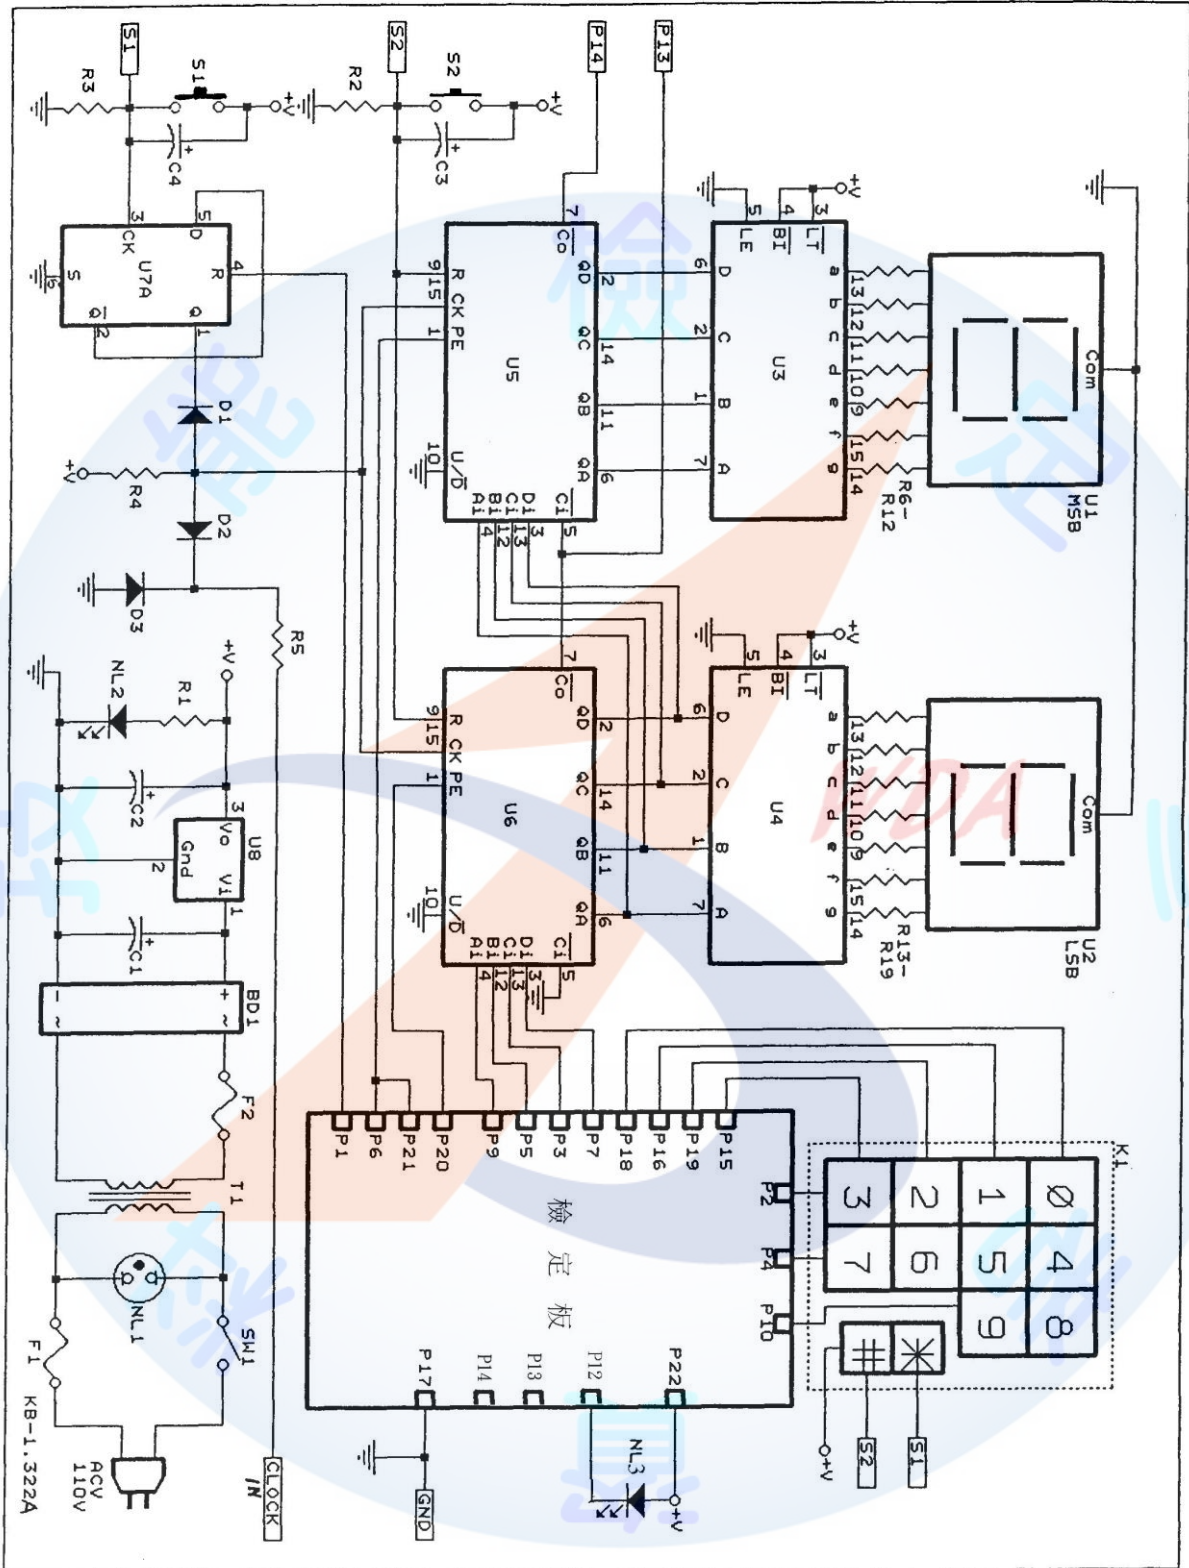 S1
S1
R3
+V
C4
S2
S2
R2
+V
C3
P14
P13
3
CK
5
D
R
4
U7A
S
6
Q
2
Q
1
D1
+V
R4
D2
D3
R5
7
Co
9
R
15
CK
1
PE
U5
QD
2
QC
14
QB
11
QA
6
10
U/D
Ai
4
Bi
12
Ci
13
Di
3
Ci
5
+V
5
LE
4
BI
3
LT
6
D
2
C
1
B
7
A
U3
a
13
b
12
c
11
d
10
e
9
f
15
g
14
R6-
R12
Com
U1
MSB
7
Co
9
R
15
CK
1
PE
U6
QD
2
QC
14
QB
11
QA
6
10
U/D
Ai
4
Bi
12
Ci
13
Di
3
Ci
5
+V
5
LE
4
BI
3
LT
6
D
2
C
1
B
7
A
U4
a
13
b
12
c
11
d
10
e
9
f
15
g
14
R13-
R19
Com
U2
LSB
WDA
+V
NL2
R1
C2
3
Vo
U8
Gnd
2
Vi
1
C1
BD1
+
-
~
~
F2
T1
NL1
SW1
F1
KB-1.322A
ACV
110V
CLOCK
IN
P1
P6
P21
P20
P9
P5
P3
P7
P18
P16
P19
P15
P2
P4
P10
檢定板
P17
P14
P13
P12
P22
GND
NL3
+V
K1
0
4
8
1
5
9
2
6
3
7
*
#
S1
S2
+V